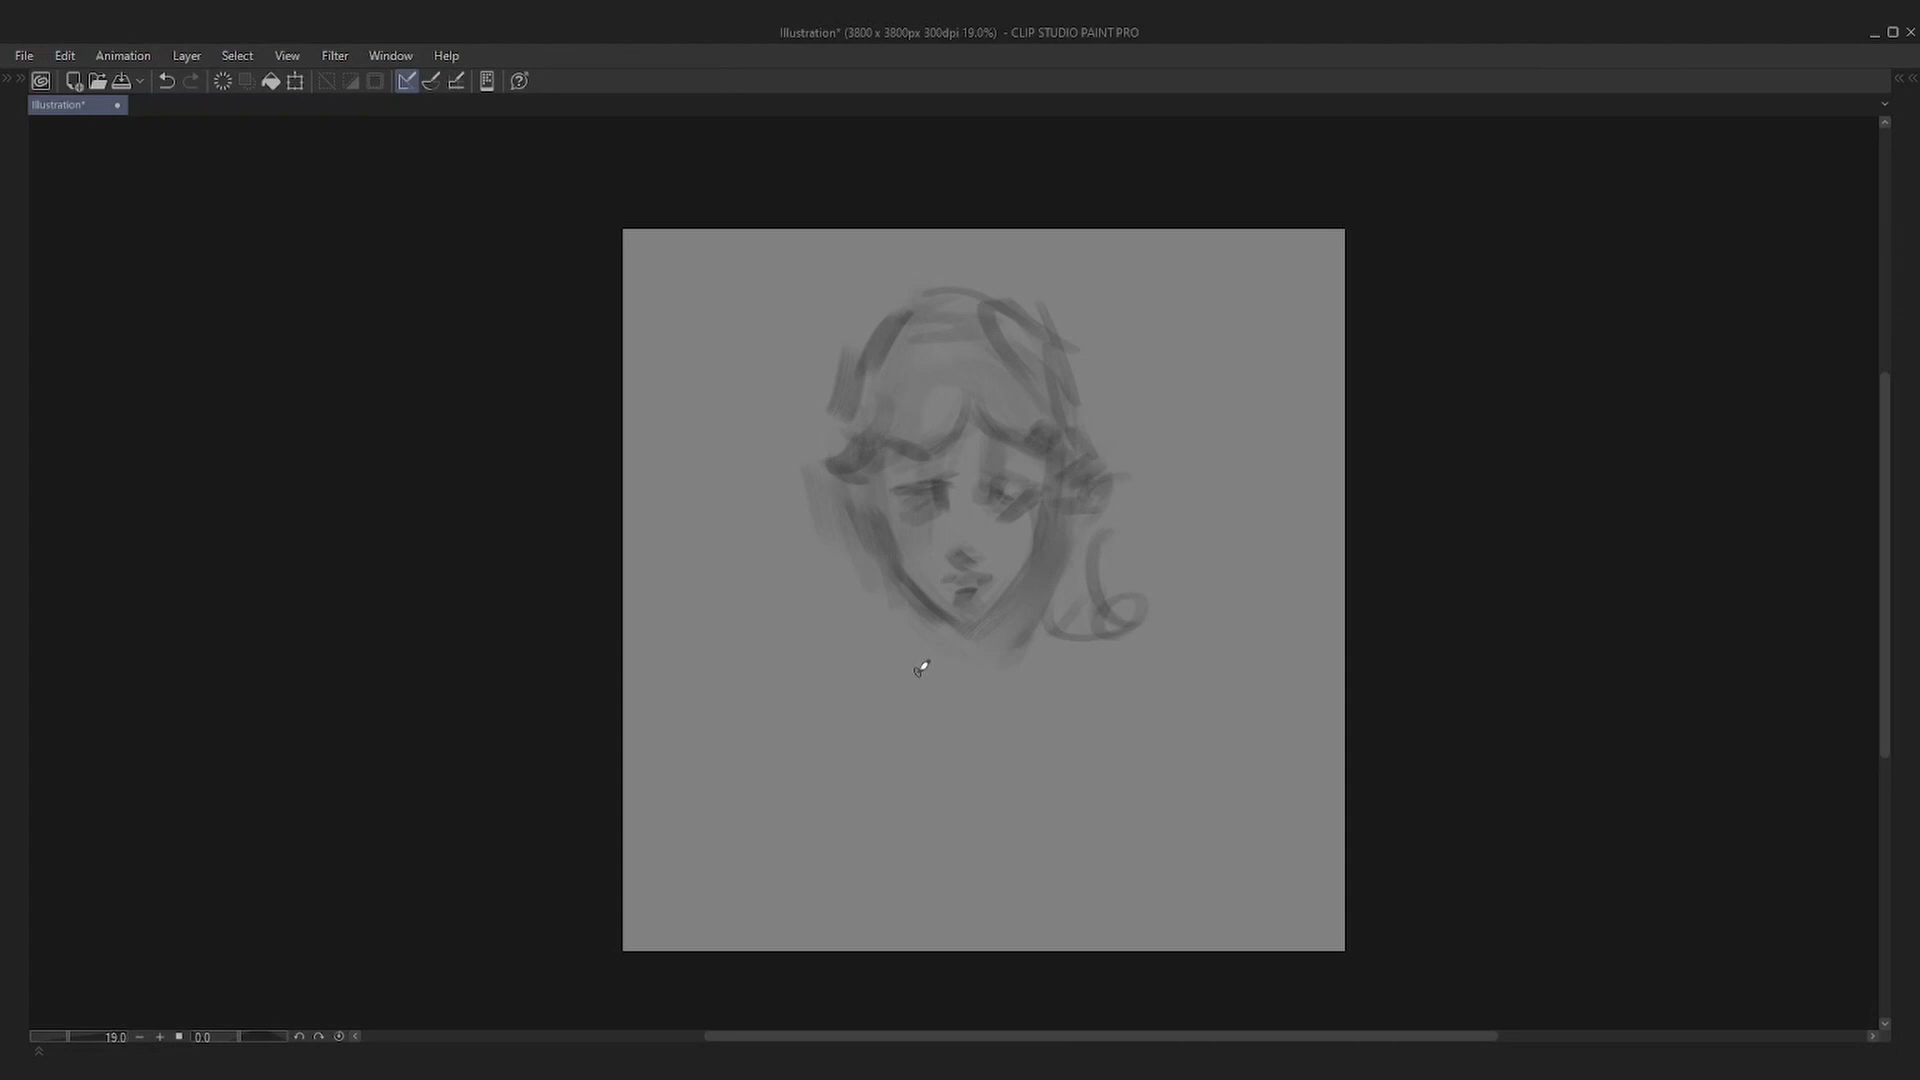 Illustration* (3800 x 3800px 300dpi 19.0%) - CLIP STUDIO PAINT PRO
File Edit Animation Layer Select View Filter Window Help
Illustration*
19.0 0.0